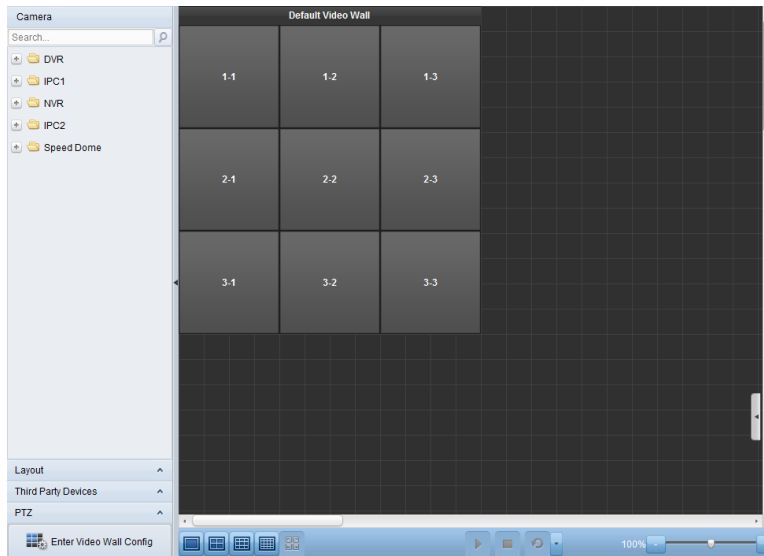 Camera
Search...
DVR
IPC1
NVR
IPC2
Speed Dome
Layout
Third Party Devices
PTZ
Enter Video Wall Config
Default Video Wall
1-1 1-2 1-3
2-1 2-2 2-3
3-1 3-2 3-3
100%